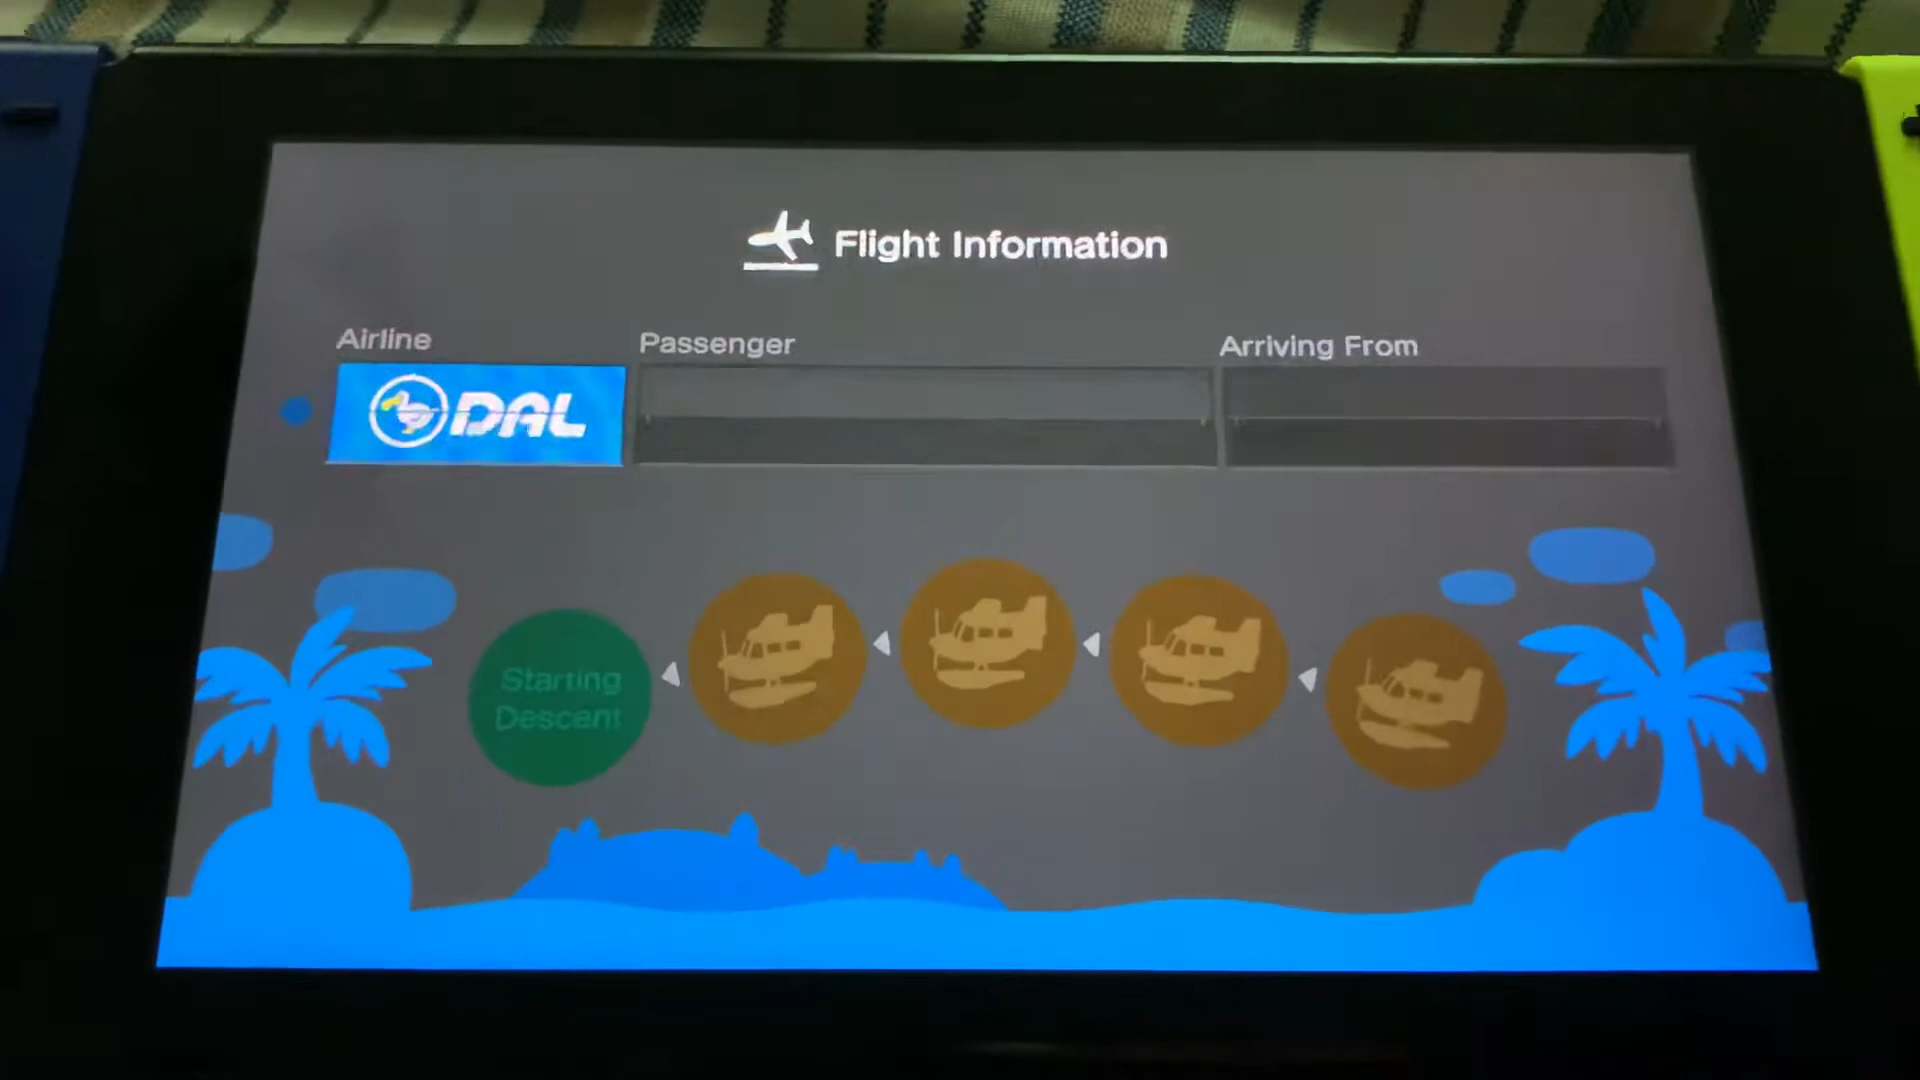 Flight Information
Airline
Passenger
Arriving From
DAL
Starting
Descent